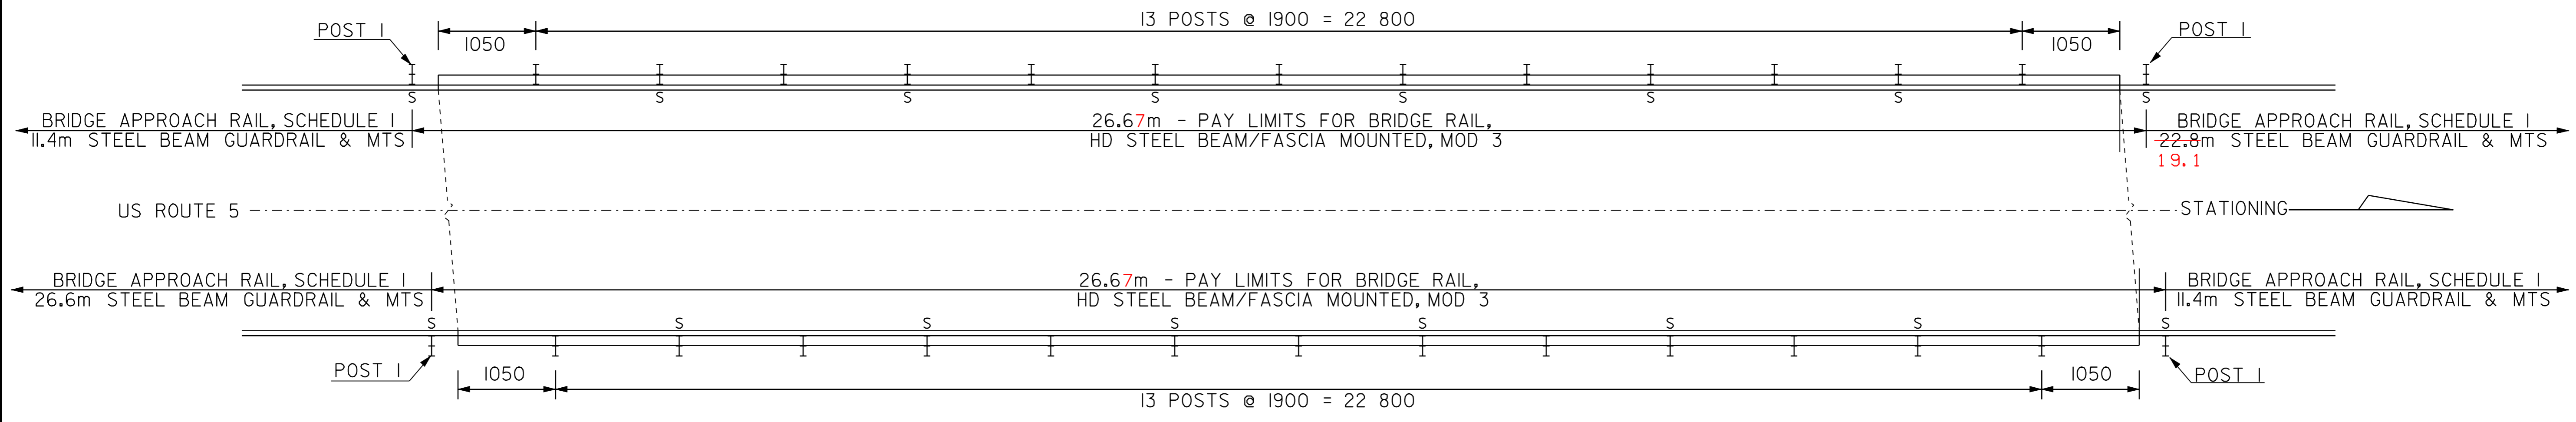 13 POSTS @ 1900 = 22 800
POST 1
1050
1050
POST 1
S
S
S
S
S
S
S
S
BRIDGE APPROACH RAIL, SCHEDULE 1
11.4m STEEL BEAM GUARDRAIL & MTS
26.67m - PAY LIMITS FOR BRIDGE RAIL,
HD STEEL BEAM/FASCIA MOUNTED, MOD 3
BRIDGE APPROACH RAIL, SCHEDULE 1
22.8m STEEL BEAM GUARDRAIL & MTS
19.1
US ROUTE 5
STATIONING
BRIDGE APPROACH RAIL, SCHEDULE 1
26.6m STEEL BEAM GUARDRAIL & MTS
26.67m - PAY LIMITS FOR BRIDGE RAIL,
HD STEEL BEAM/FASCIA MOUNTED, MOD 3
BRIDGE APPROACH RAIL, SCHEDULE 1
11.4m STEEL BEAM GUARDRAIL & MTS
S
S
S
S
S
S
S
S
POST 1
1050
1050
POST 1
13 POSTS @ 1900 = 22 800